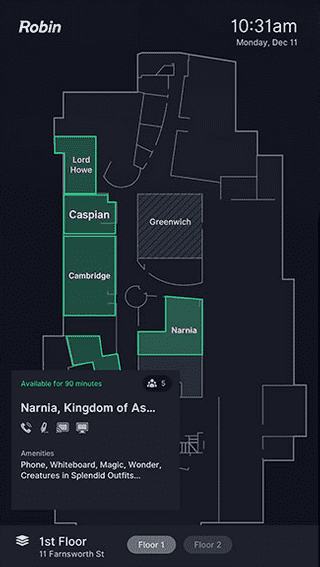 Robin
10:31am
Monday, Dec 11
Lord
Howe
Caspian
Greenwich
Cambridge
Narnia
Available for 90 minutes
5
Narnia, Kingdom of As...
Amenities
Phone, Whiteboard, Magic, Wonder,
Creatures in Splendid Outfits...
1st Floor
11 Farnsworth St
Floor 1
Floor 2